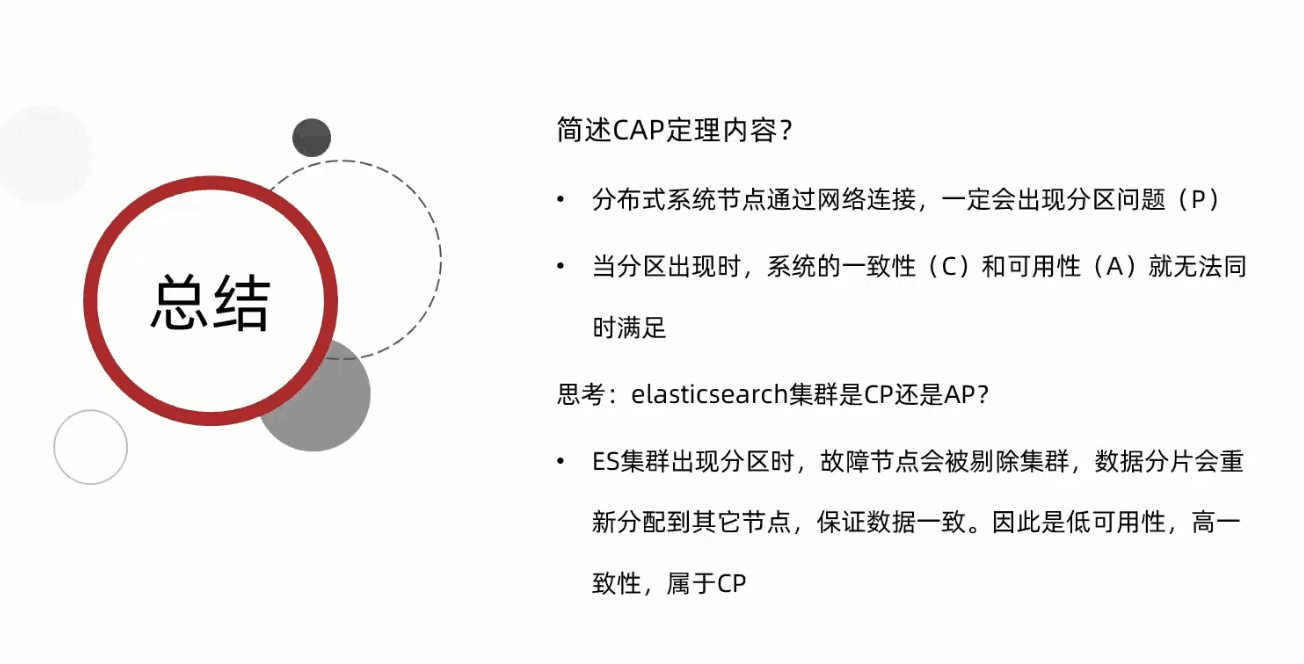 总结
简述CAP定理内容？
• 分布式系统节点通过网络连接，一定会出现分区问题（P）
• 当分区出现时，系统的一致性（C）和可用性（A）就无法同
时满足
思考：elasticsearch集群是CP还是AP？
• ES集群出现分区时，故障节点会被剔除集群，数据分片会重
新分配到其它节点，保证数据一致。因此是低可用性，高一
致性，属于CP